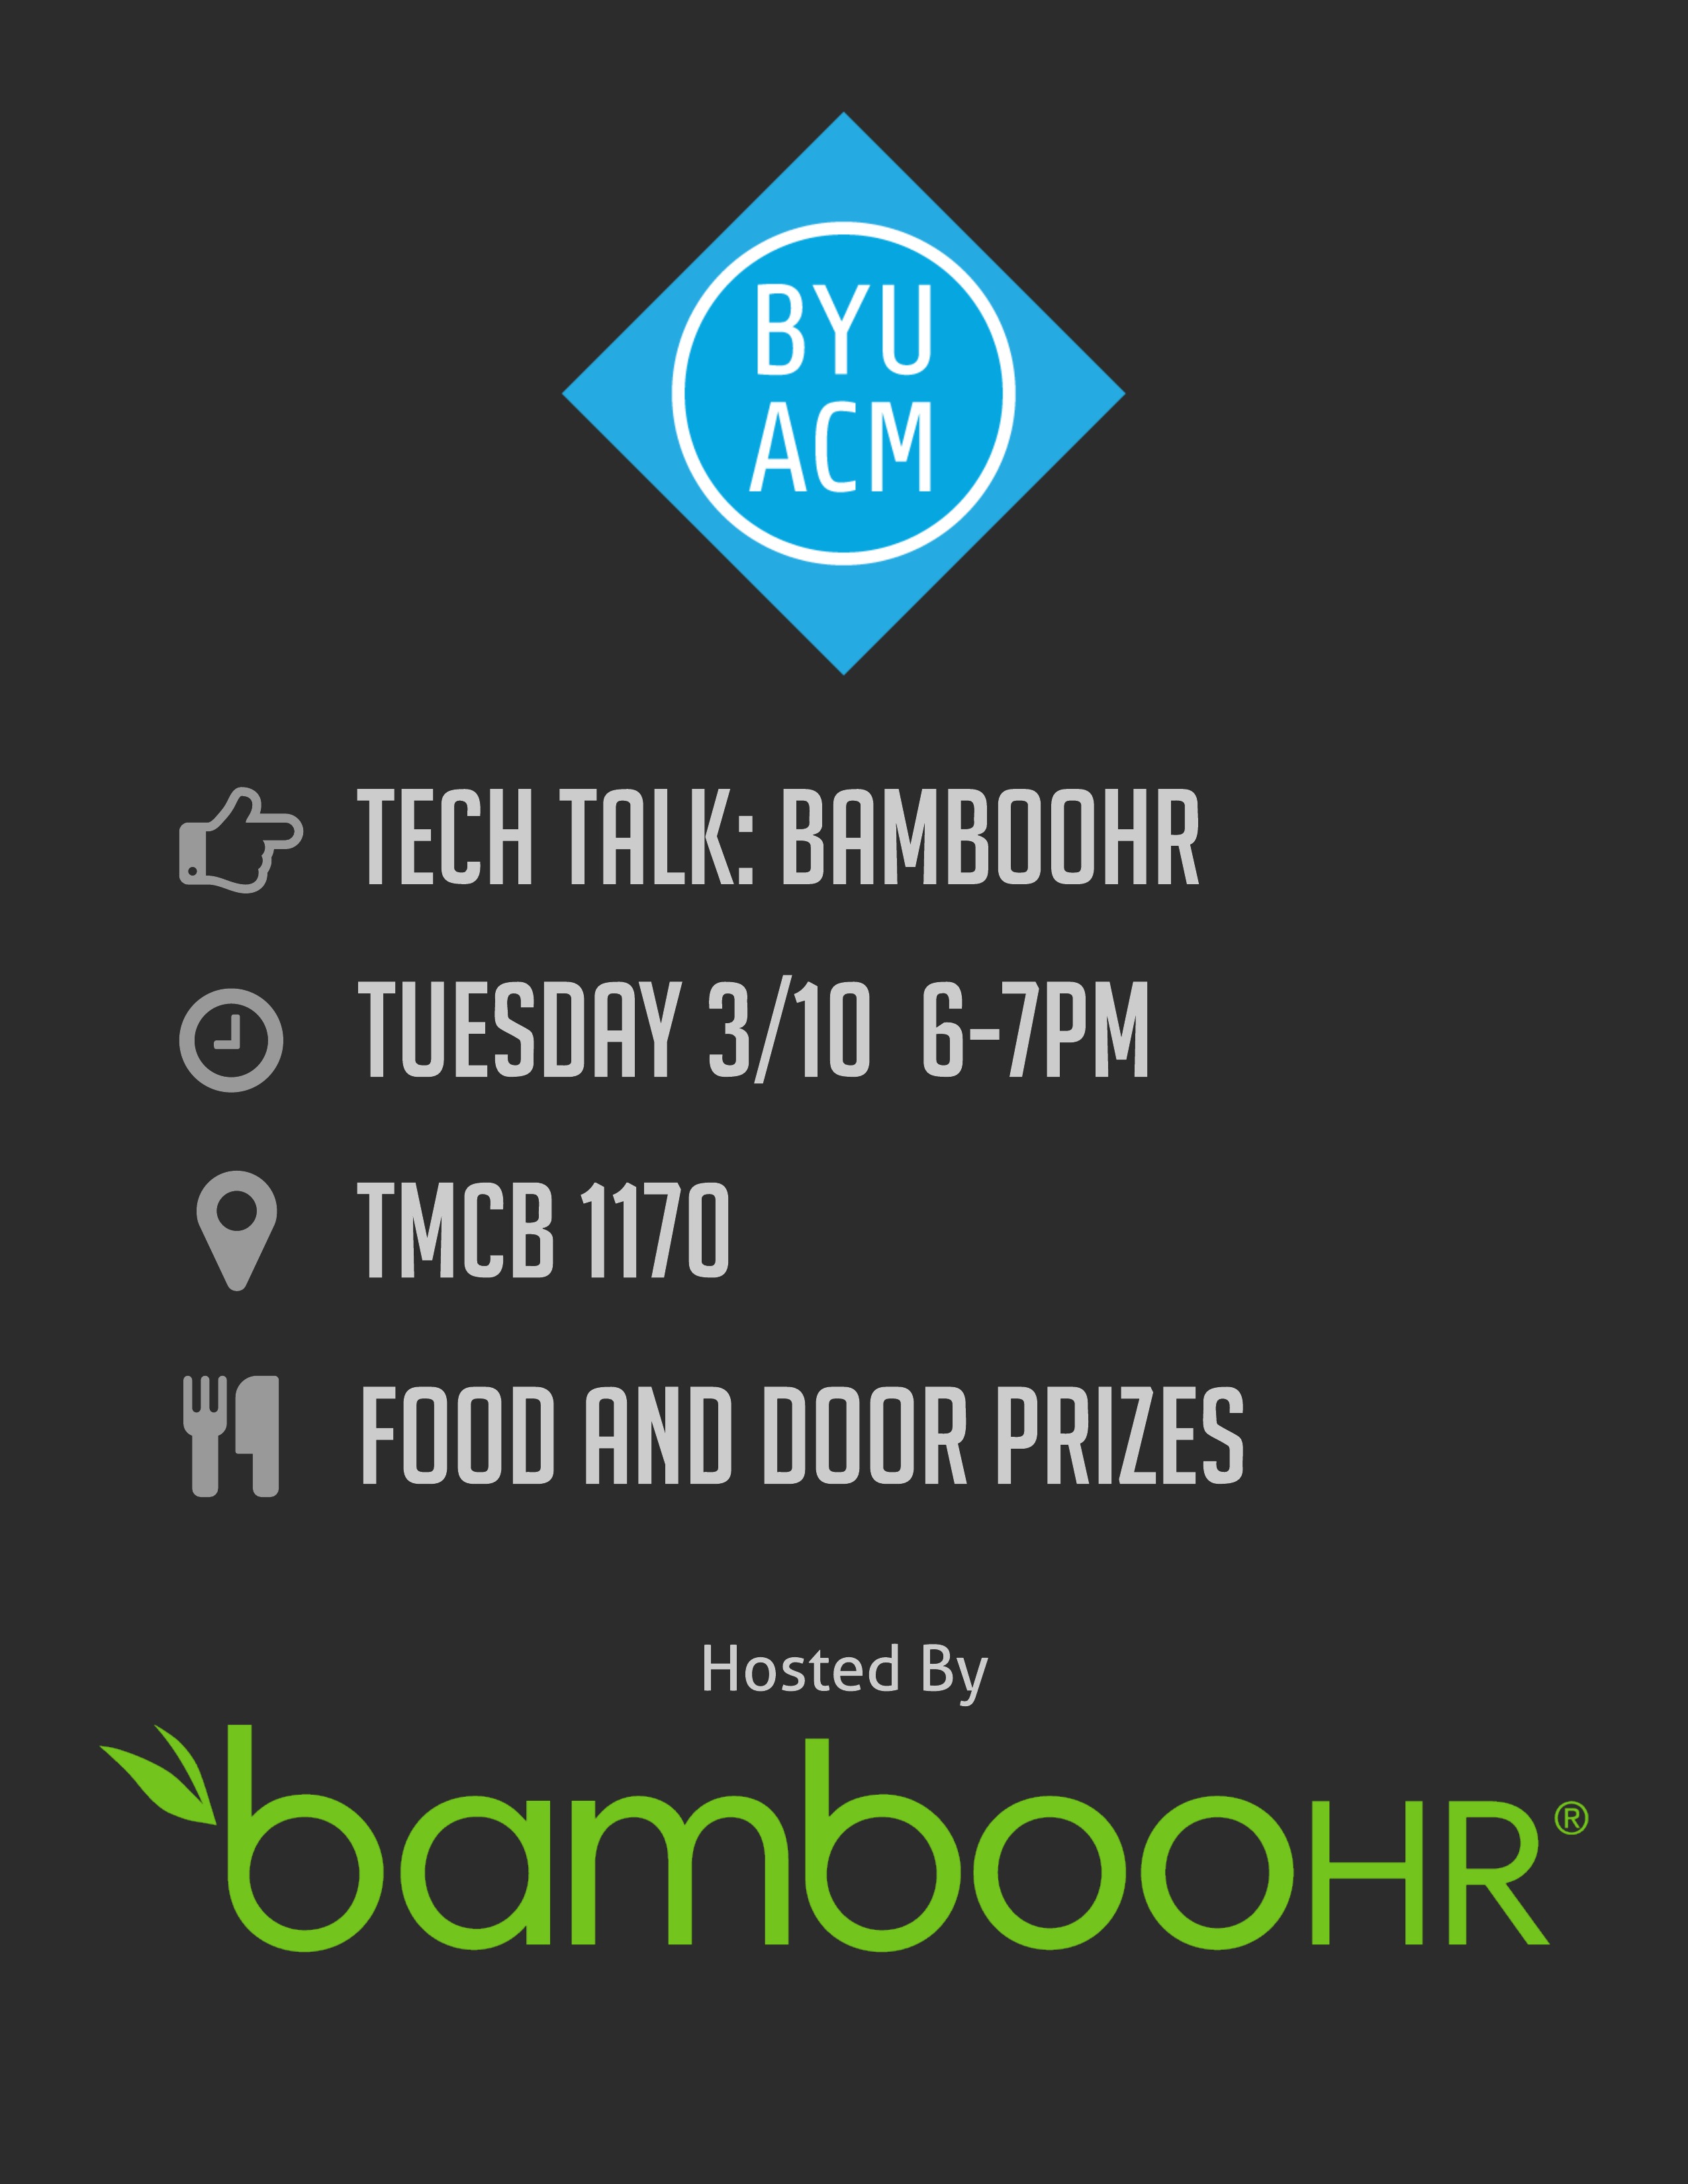 BYU
ACM
TECH TALK: BAMBOOHR
TUESDAY 3/10 6-7PM
TMCB 1170
FOOD AND DOOR PRIZES
Hosted By
bambooHR®